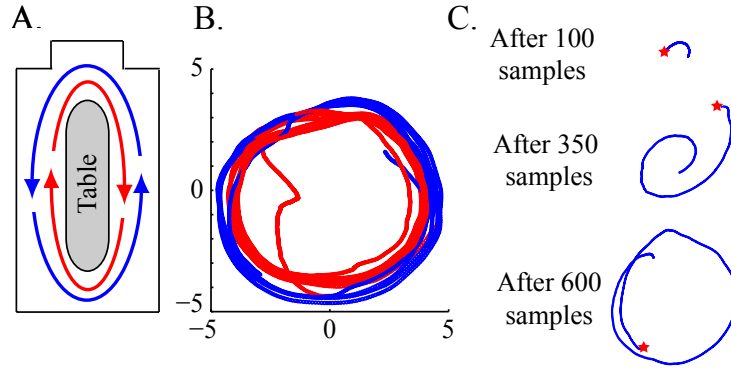 A.
Table
B.
5
0
−5
−5
0
5
C.
After 100
samples
After 350
samples
After 600
samples